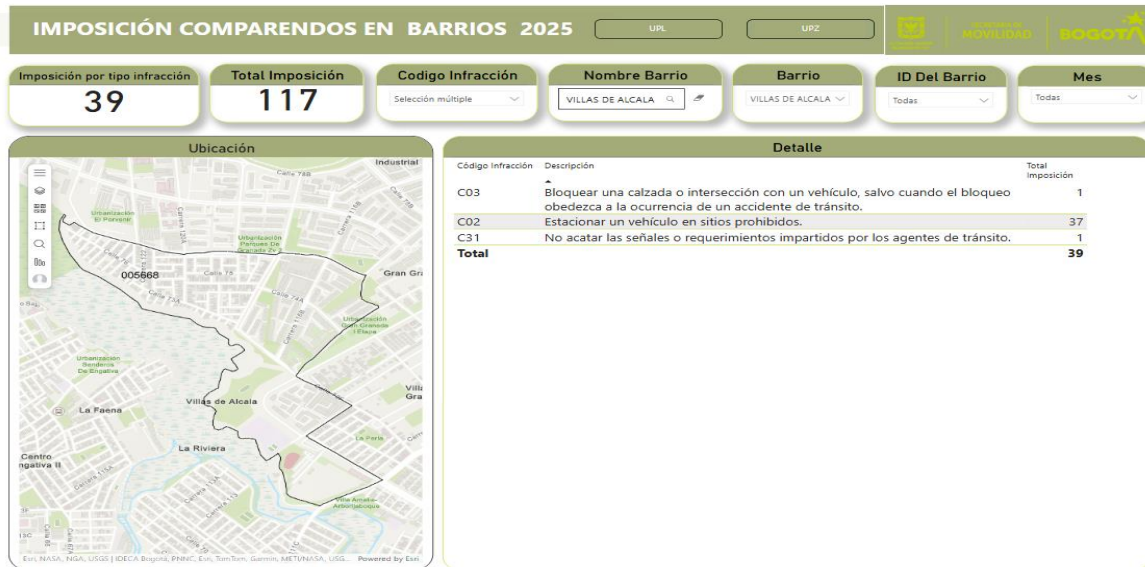 IMPOSICIÓN COMPARENDOS EN BARRIOS 2025
UPL
UPZ
MOVILIDAD
BOGOTÁ
Imposición por tipo infracción
39
Total Imposición
117
Codigo Infracción
Selección múltiple
Nombre Barrio
VILLAS DE ALCALA
Barrio
VILLAS DE ALCALA
ID Del Barrio
Todas
Mes
Todas
Ubicación
Industrial
Calle 78B
Urbanización
El Porvenir
Urbanización
Parques De
Granada
005668
Calle 78
Gran Gra
Calle 74A
Urbanización
Gran Granada
I Etapa
Urbanización
Senderos
De Engativa
Villas de Alcala
Villa
Gra
La Faena
La Perla
La Riviera
Centro
ngativa II
Villa Amalia-
Esri, NASA, NGA, USGS | IDECA Bogotá, PNNC, Esri, TomTom, Garmin, METI/NASA, USG... Powered by Esri
Detalle
Código Infracción Descripción Total
Imposición
C03 Bloquear una calzada o intersección con un vehículo, salvo cuando el bloqueo 1
obedezca a la ocurrencia de un accidente de tránsito.
C02 Estacionar un vehículo en sitios prohibidos. 37
C31 No acatar las señales o requerimientos impartidos por los agentes de tránsito. 1
Total 39